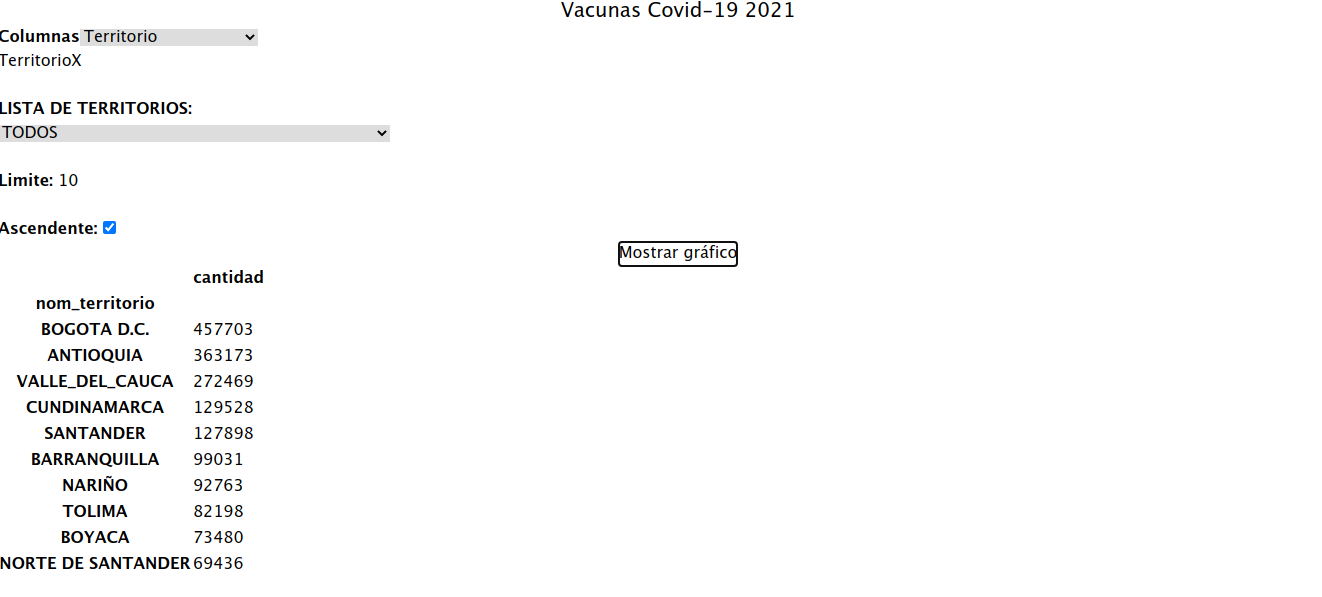 Vacunas Covid-19 2021
Columnas Territorio
TerritorioX
LISTA DE TERRITORIOS:
TODOS
Limite: 10
Ascendente:
Mostrar gráfico
cantidad
nom_territorio
BOGOTA D.C. 457703
ANTIOQUIA 363173
VALLE_DEL_CAUCA 272469
CUNDINAMARCA 129528
SANTANDER 127898
BARRANQUILLA 99031
NARIÑO 92763
TOLIMA 82198
BOYACA 73480
NORTE DE SANTANDER 69436